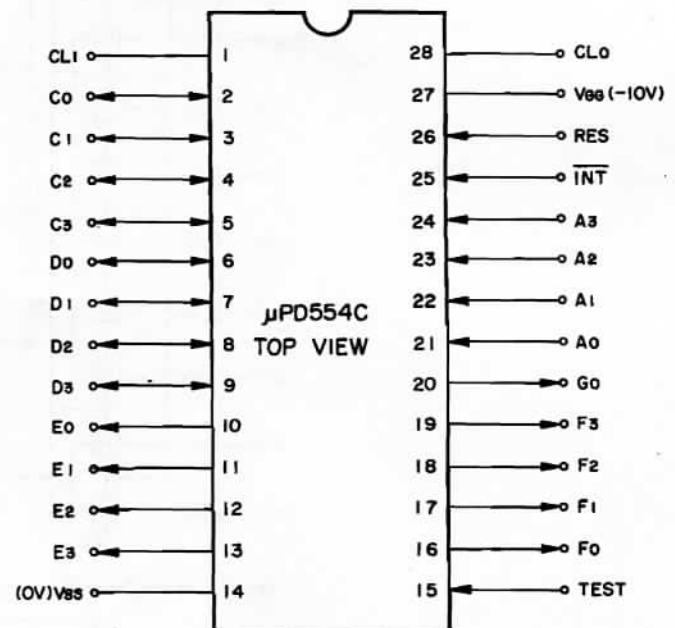 CL1 1 28 CL0
C0 2 27 VGG (-10V)
C1 3 26 RES
C2 4 25 INT
C3 5 24 A3
D0 6 23 A2
D1 7 22 A1
D2 8 21 A0
D3 9 20 G0
E0 10 19 F3
E1 11 18 F2
E2 12 17 F1
E3 13 16 F0
(0V)VSS 14 15 TEST
μPD554C
TOP VIEW